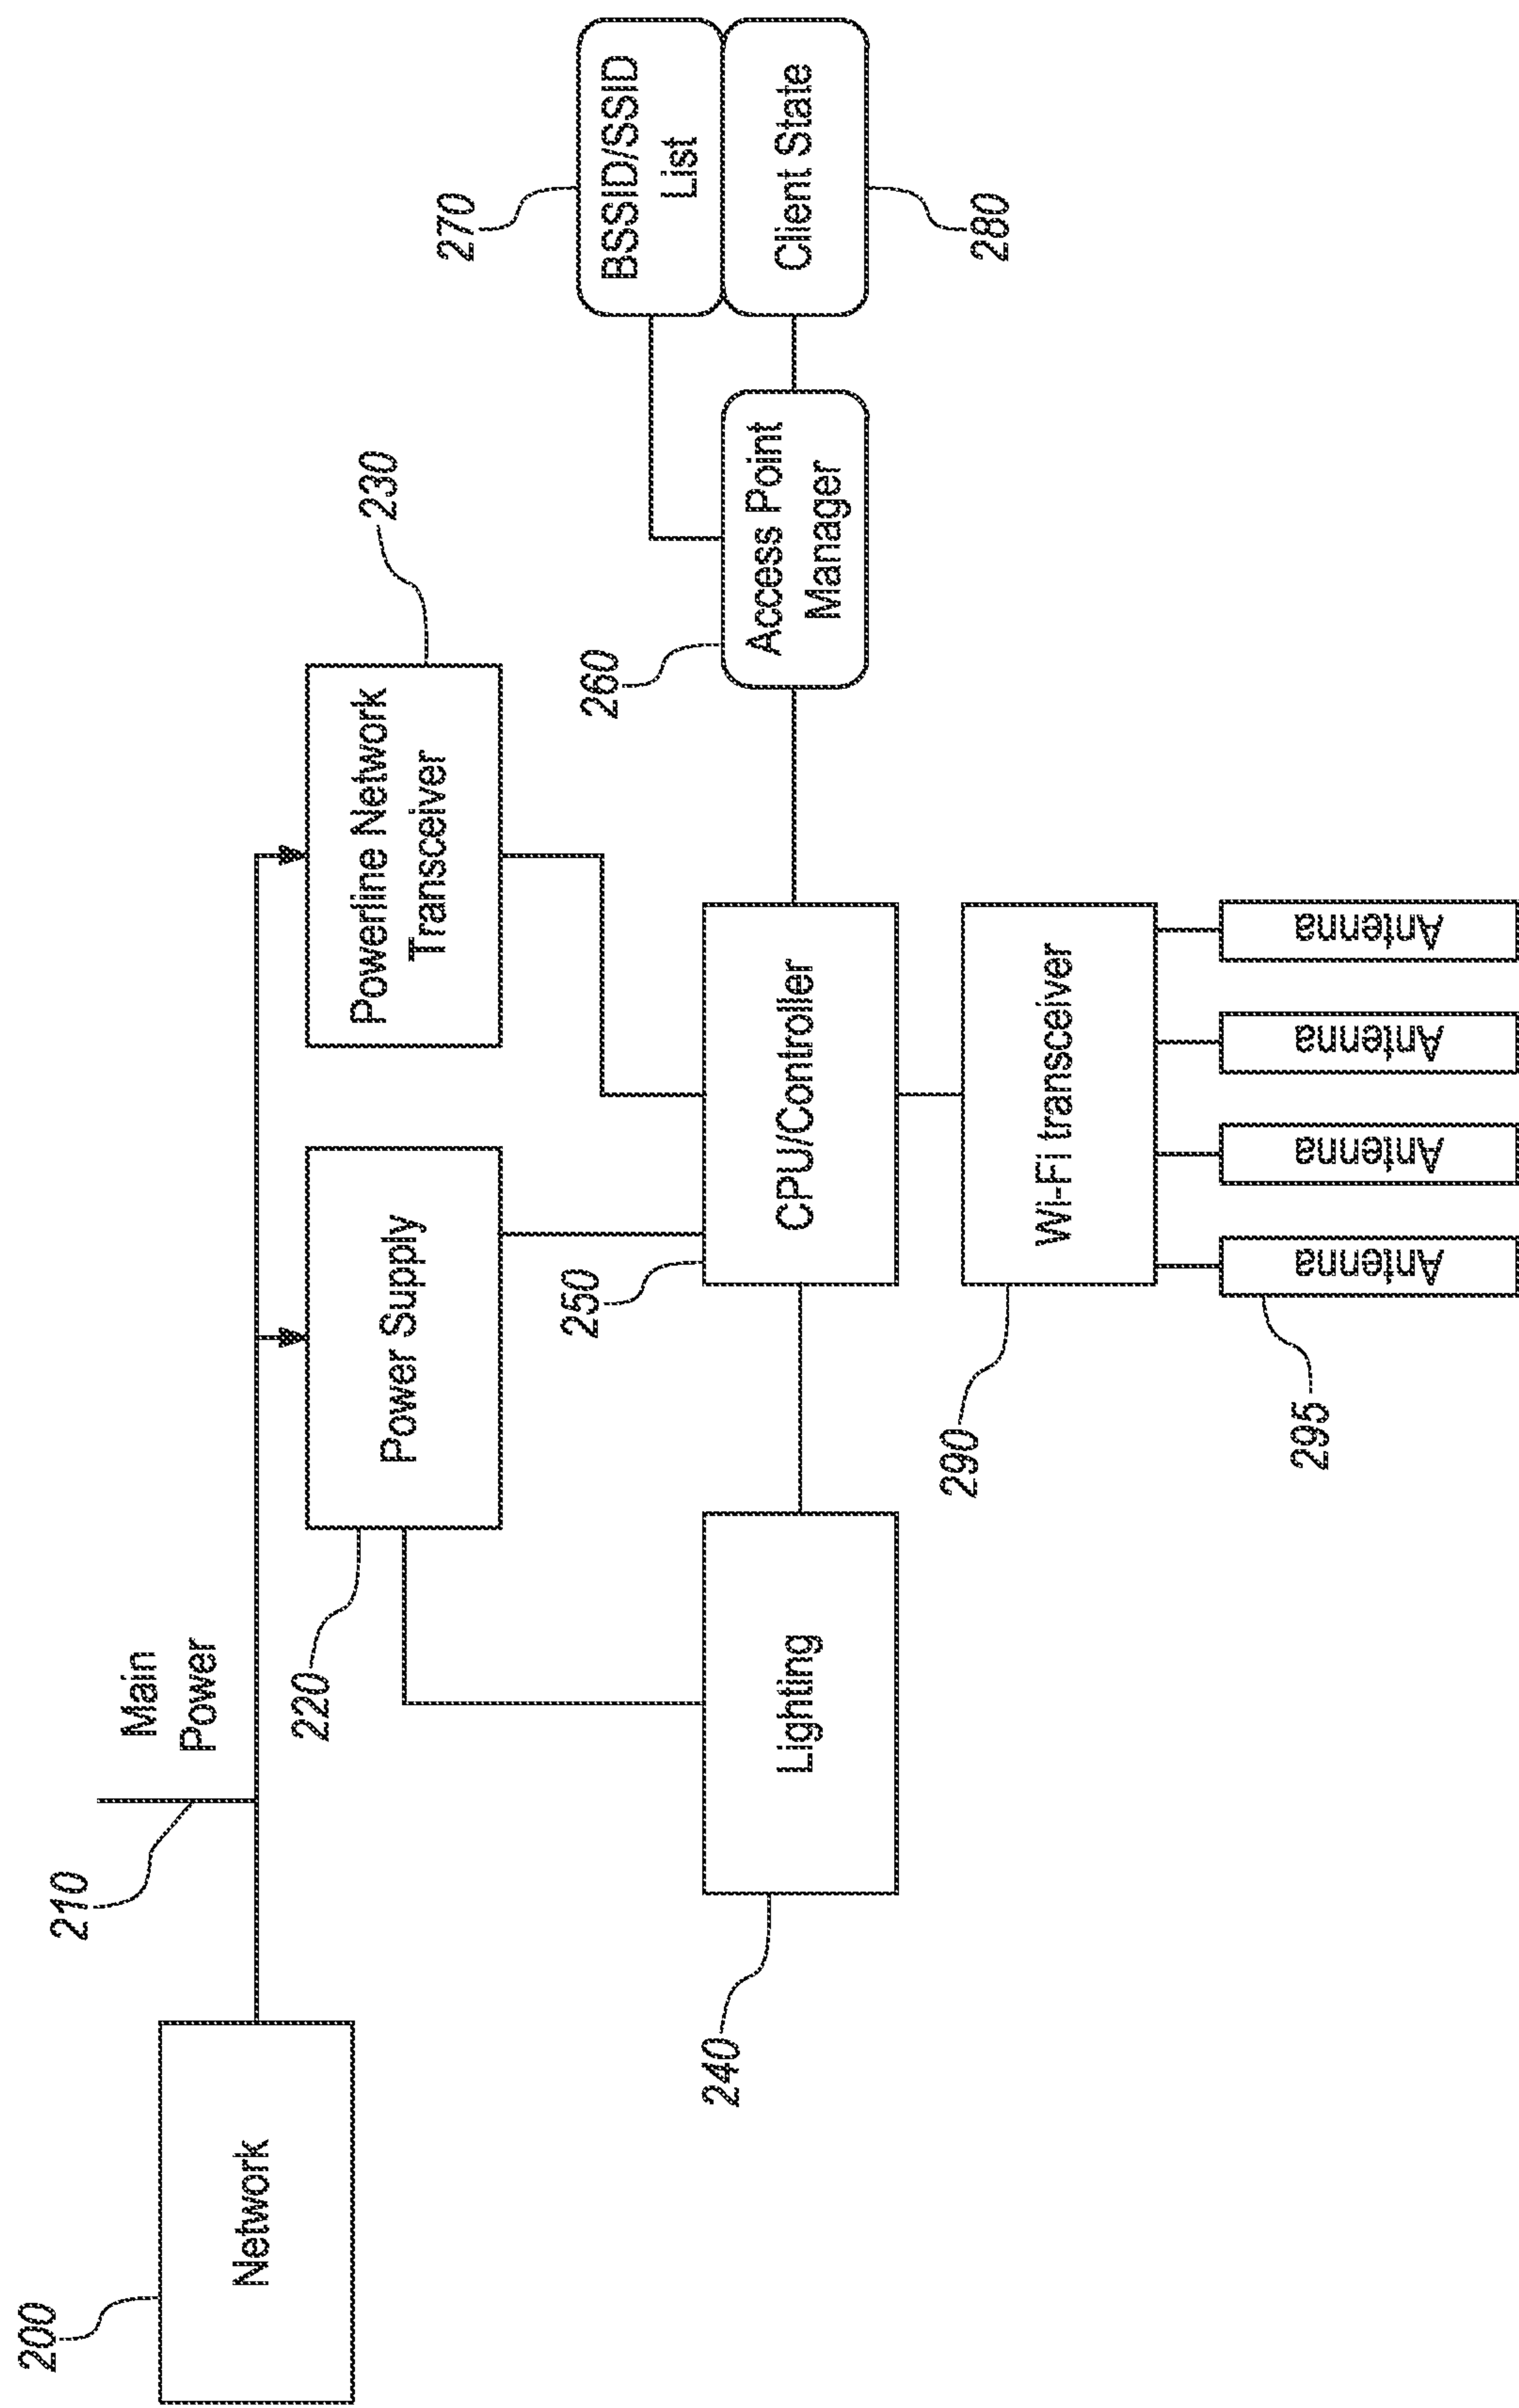 200
Network
210
Main
Power
220
Power Supply
230
Powerline Network
Transceiver
240
Lighting
250
CPU/Controller
260
Access Point
Manager
270
BSSID/SSID
List
Client State
280
290
Wi-Fi transceiver
295
Antenna
Antenna
Antenna
Antenna